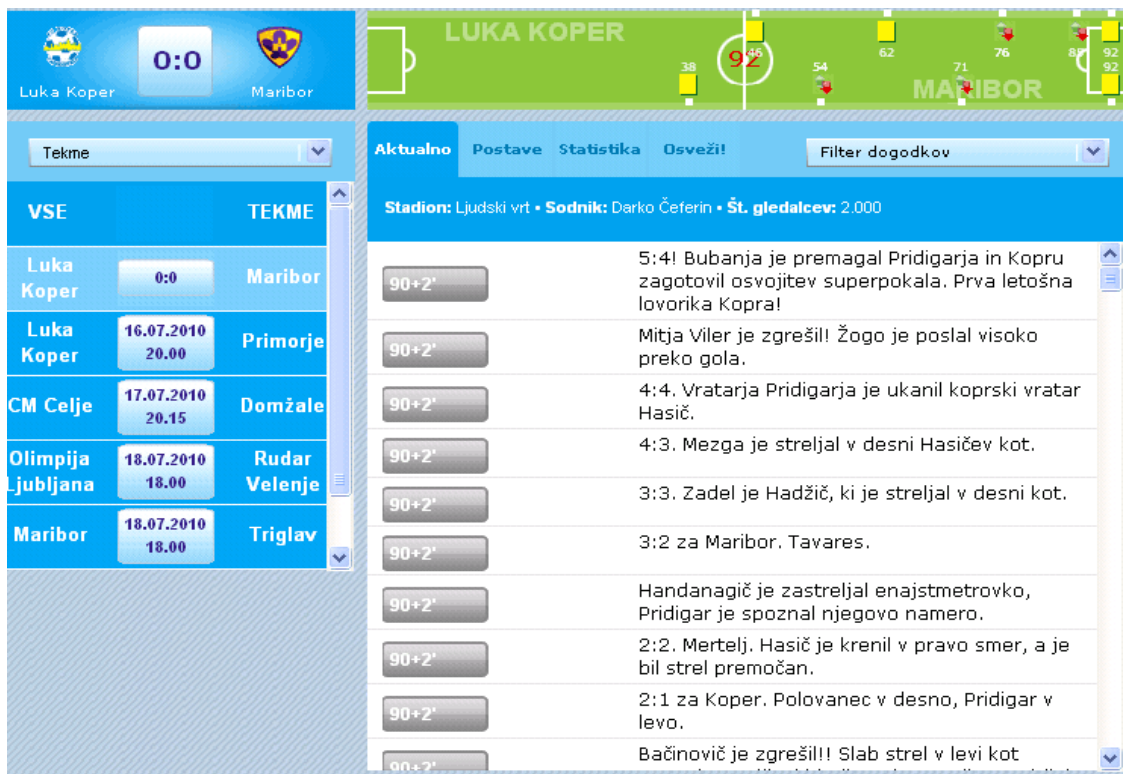 0:0
Luka Koper
Maribor
LUKA KOPER
MARIBOR
92
38
46
54
62
71
76
92
92
Tekme
Aktualno Postave Statistika Osveži!
Filter dogodkov
VSE TEKME
Stadion: Ljudski vrt • Sodnik: Darko Čeferin • Št. gledalcev: 2.000
Luka
Koper
0:0
Maribor
Luka
Koper
16.07.2010
20.00
Primorje
CM Celje
17.07.2010
20.15
Domžale
Olimpija
Ljubljana
18.07.2010
18.00
Rudar
Velenje
Maribor
18.07.2010
18.00
Triglav
90+2'
5:4! Bubanja je premagal Pridigarja in Kopru
zagotovil osvojitev superpokala. Prva letošna
lovorika Kopra!
90+2'
Mitja Viler je zgrešil! Žogo je poslal visoko
preko gola.
90+2'
4:4. Vratarja Pridigarja je ukanil koprski vratar
Hasič.
90+2'
4:3. Mezga je streljal v desni Hasičev kot.
90+2'
3:3. Zadel je Hadžič, ki je streljal v desni kot.
90+2'
3:2 za Maribor. Tavares.
90+2'
Handanagič je zastreljal enajstmetrovko,
Pridigar je spoznal njegovo namero.
90+2'
2:2. Mertelj. Hasič je krenil v pravo smer, a je
bil strel premočan.
90+2'
2:1 za Koper. Polovanec v desno, Pridigar v
levo.
90+2'
Bačinovič je zgrešil!! Slab strel v levi kot